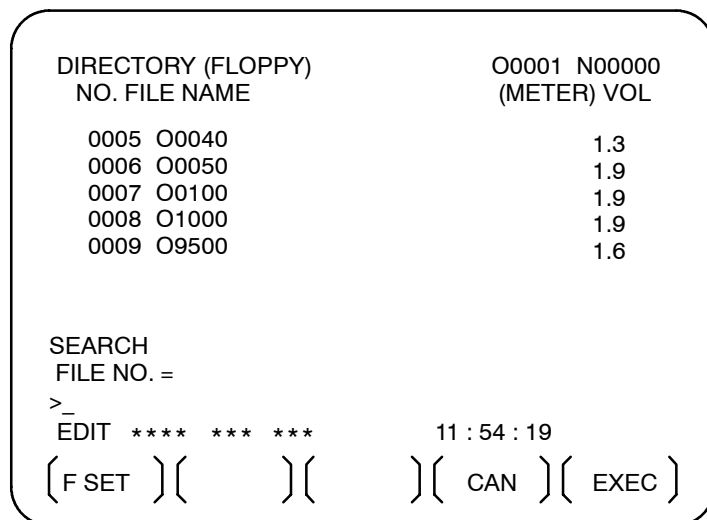 DIRECTORY (FLOPPY) O0001 N00000
NO. FILE NAME (METER) VOL
0005 O0040 1.3
0006 O0050 1.9
0007 O0100 1.9
0008 O1000 1.9
0009 O9500 1.6
SEARCH
FILE NO. =
>_
EDIT **** *** *** 11 : 54 : 19
[ F SET ] [ ] [ ] [ CAN ] [ EXEC ]